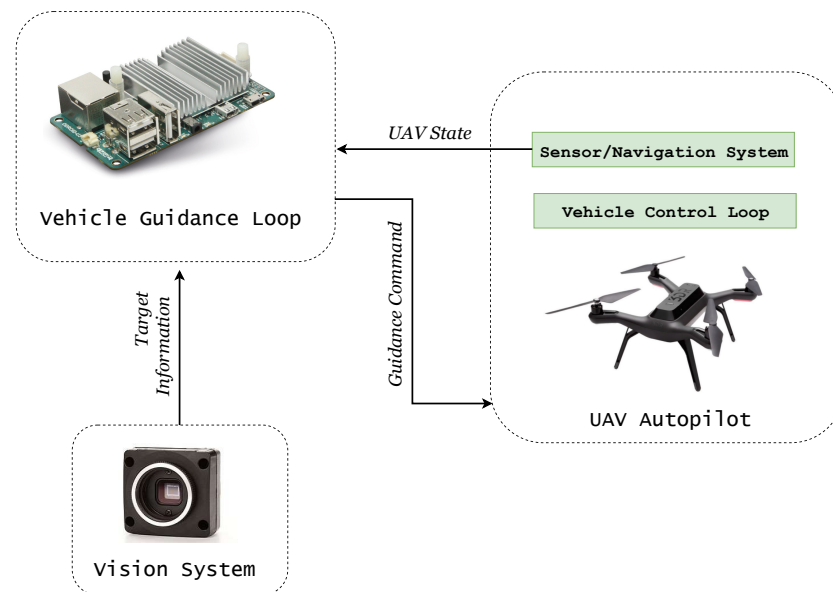 UAV State
Sensor/Navigation System
Vehicle Control Loop
Vehicle Guidance Loop
Target
Information
Guidance Command
UAV Autopilot
Vision System